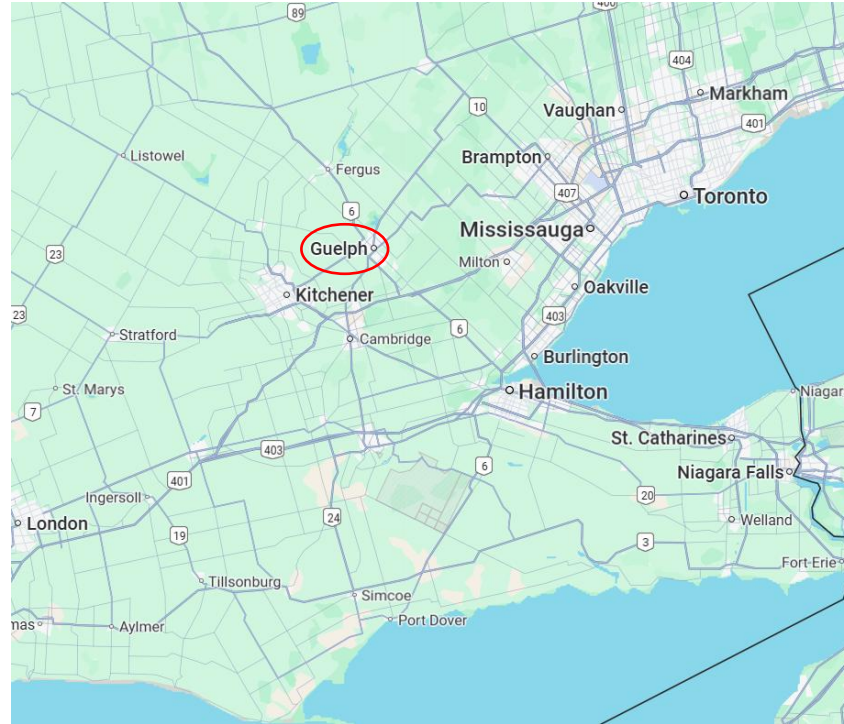 400
89
404
Markham
10
Vaughan
401
Listowel
Brampton
Fergus
407
Toronto
6
Mississauga
Guelph
23
Milton
Oakville
Kitchener
23
403
Stratford
6
Cambridge
Burlington
St. Marys
Hamilton
Niagar
7
St. Catharines
403
6
Niagara Falls
401
Ingersoll
20
24
London
Welland
19
3
Fort Erie
Tillsonburg
Simcoe
mas
Aylmer
Port Dover